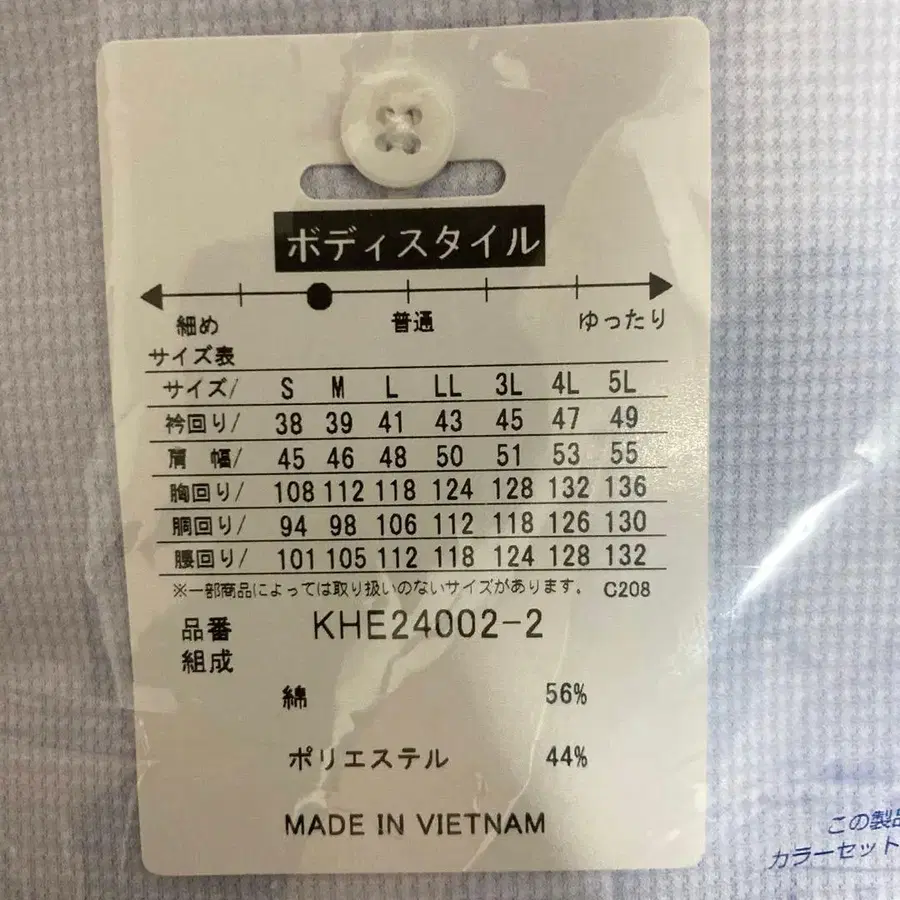 ボディスタイル
細め 普通 ゆったり
サイズ表
サイズ/ S M L LL 3L 4L 5L
衿回り/ 38 39 41 43 45 47 49
肩 幅/ 45 46 48 50 51 53 55
胸回り/ 108 112 118 124 128 132 136
胴回り/ 94 98 106 112 118 126 130
腰回り/ 101 105 112 118 124 128 132
※一部商品によっては取り扱いのないサイズがあります。 C208
品番 KHE24002-2
組成
綿 56%
ポリエステル 44%
MADE IN VIETNAM
この製品
カラーセット